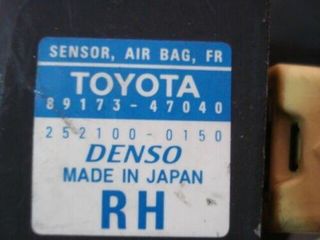 SENSOR, AIR BAG, FR
TOYOTA
89173-47040
252100-0150
DENSO
MADE IN JAPAN
RH